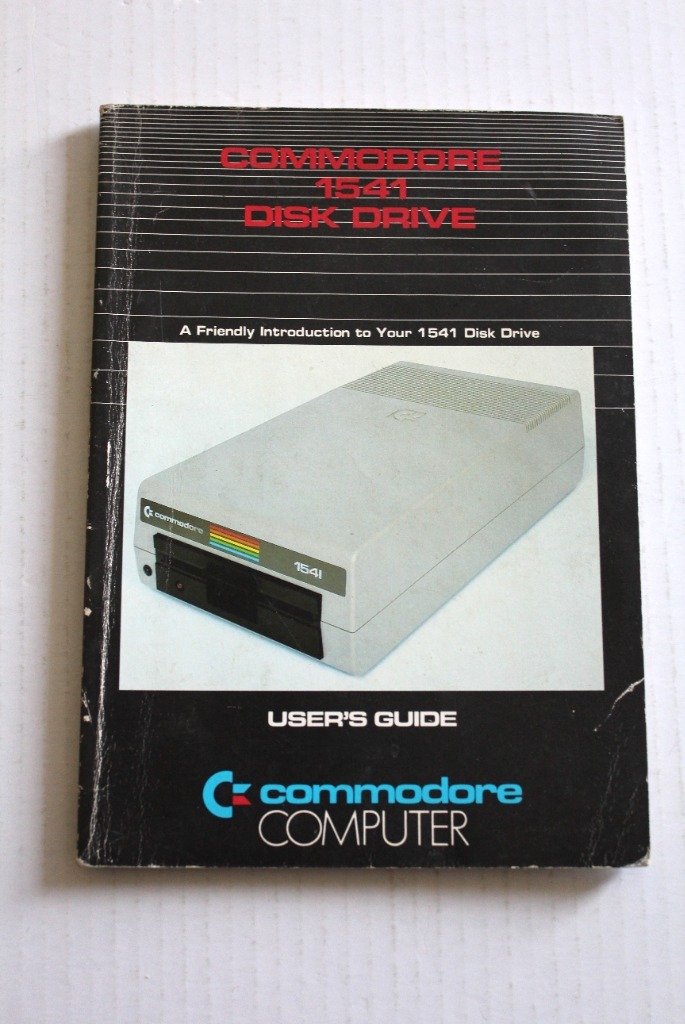 COMMODORE
1541
DISK DRIVE
A Friendly Introduction to Your 1541 Disk Drive
commodore
1541
USER'S GUIDE
commodore
COMPUTER